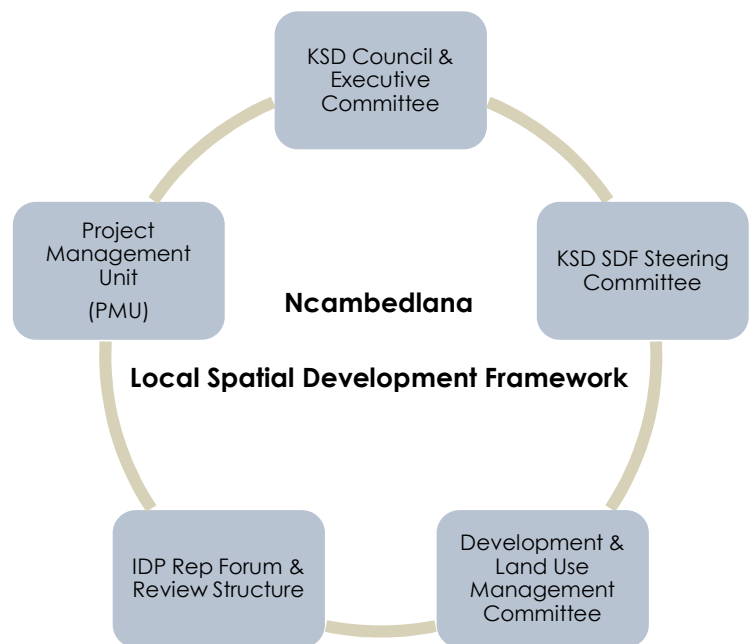 KSD Council &
Executive
Committee
Project
Management
Unit
(PMU)
KSD SDF Steering
Committee
Ncambedlana
Local Spatial Development Framework
IDP Rep Forum &
Review Structure
Development &
Land Use
Management
Committee